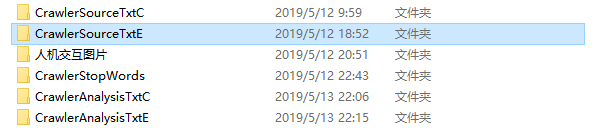 CrawlerSourceTxtC 2019/5/12 9:59 文件夹
CrawlerSourceTxtE 2019/5/12 18:52 文件夹
人机交互图片 2019/5/12 20:51 文件夹
CrawlerStopWords 2019/5/12 22:43 文件夹
CrawlerAnalysisTxtC 2019/5/13 22:06 文件夹
CrawlerAnalysisTxtE 2019/5/13 22:15 文件夹